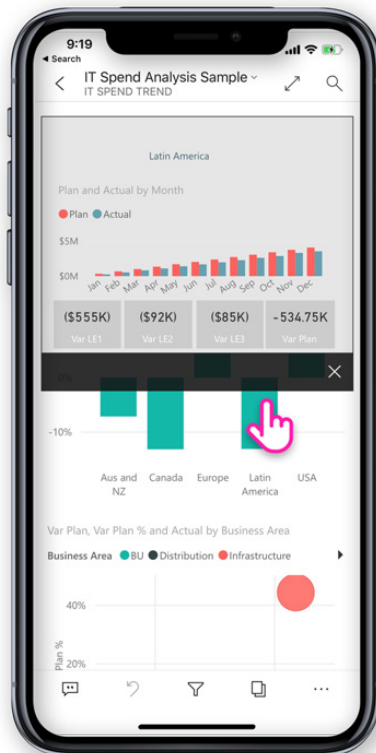 9:19
Search
IT Spend Analysis Sample
IT SPEND TREND
Latin America
Plan and Actual by Month
Plan Actual
$5M
$0M
Jan Feb Mar Apr May Jun Jul Aug Sep Oct Nov Dec
($555K) ($92K) ($85K) -534.75K
Var LE1 Var LE2 Var LE3 Var Plan
0%
-10%
Aus and NZ Canada Europe Latin America USA
Var Plan, Var Plan % and Actual by Business Area
Business Area BU Distribution Infrastructure
40%
Plan %
20%